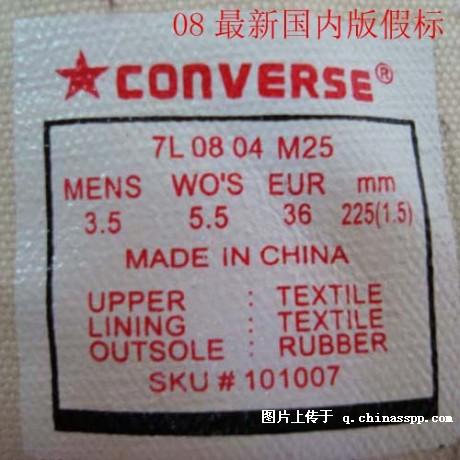 08 最新国内版假标
CONVERSE®
7L 08 04 M25
MENS WO'S EUR mm
3.5 5.5 36 225(1.5)
MADE IN CHINA
UPPER : TEXTILE
LINING : TEXTILE
OUTSOLE : RUBBER
SKU # 101007
图片上传于 q.chinasspp.com